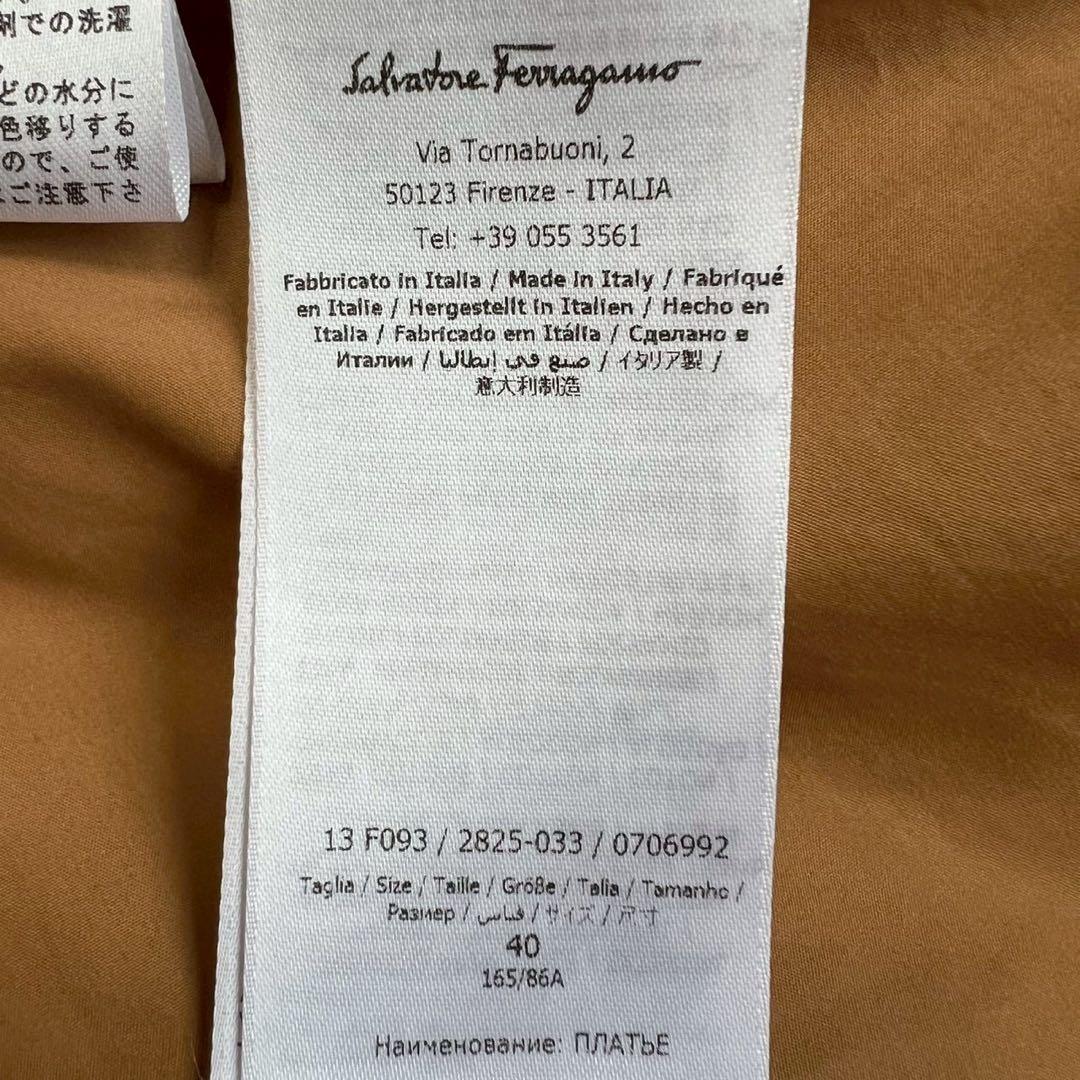 剤での洗濯
どの水分に
色移りする
ので、ご使
ご注意下さ
Salvatore Ferragamo
Via Tornabuoni, 2
50123 Firenze - ITALIA
Tel: +39 055 3561
Fabbricato in Italia / Made in Italy / Fabriqué
en Italie / Hergestellt in Italien / Hecho en
Italia / Fabricado em Itália / Сделано в
Италии / صنع في إيطاليا / イタリア製 /
意大利制造
13 F093 / 2825-033 / 0706992
Taglia / Size / Taille / Größe / Talla / Tamanho /
Размер / قياس / サイズ / 尺寸
40
165/86A
Наименование: ПЛАТЬЕ